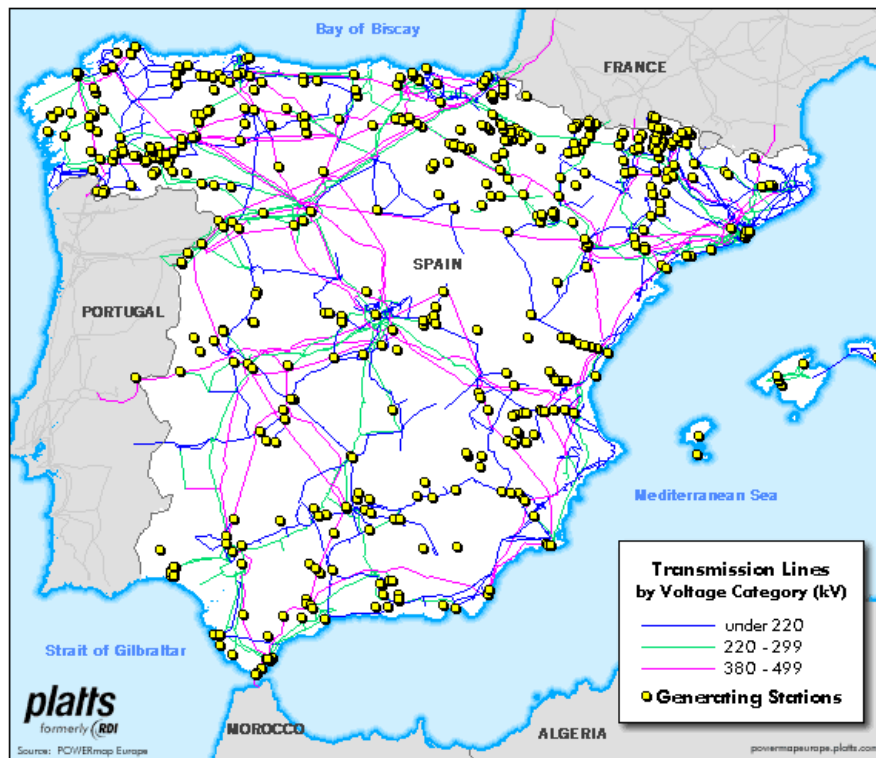 Bay of Biscay
FRANCE
SPAIN
PORTUGAL
Mediterranean Sea
Strait of Gilbraltar
MOROCCO
ALGERIA
Transmission Lines
by Voltage Category (kV)
under 220
220 - 299
380 - 499
Generating Stations
platts
formerly RDI
Source: POWERmap Europe
powermapeurope.platts.com